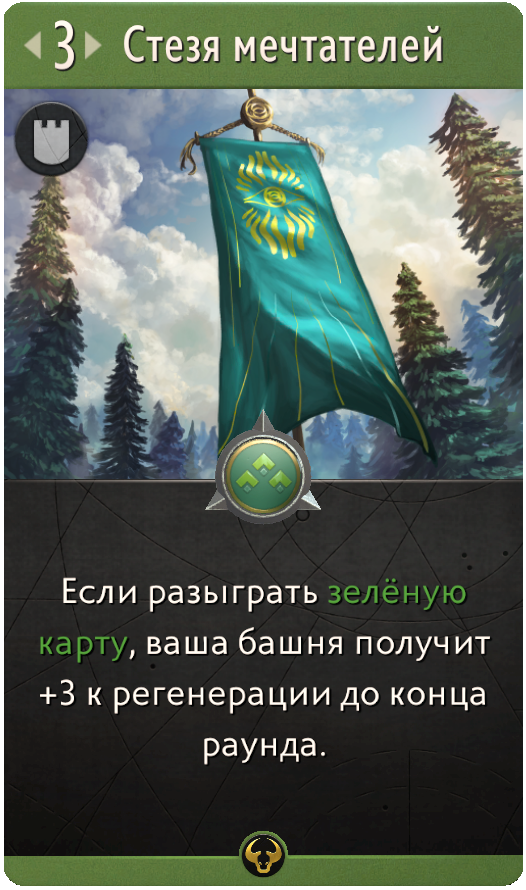 3 Стезя мечтателей
Если разыграть зелёную
карту, ваша башня получит
+3 к регенерации до конца
раунда.